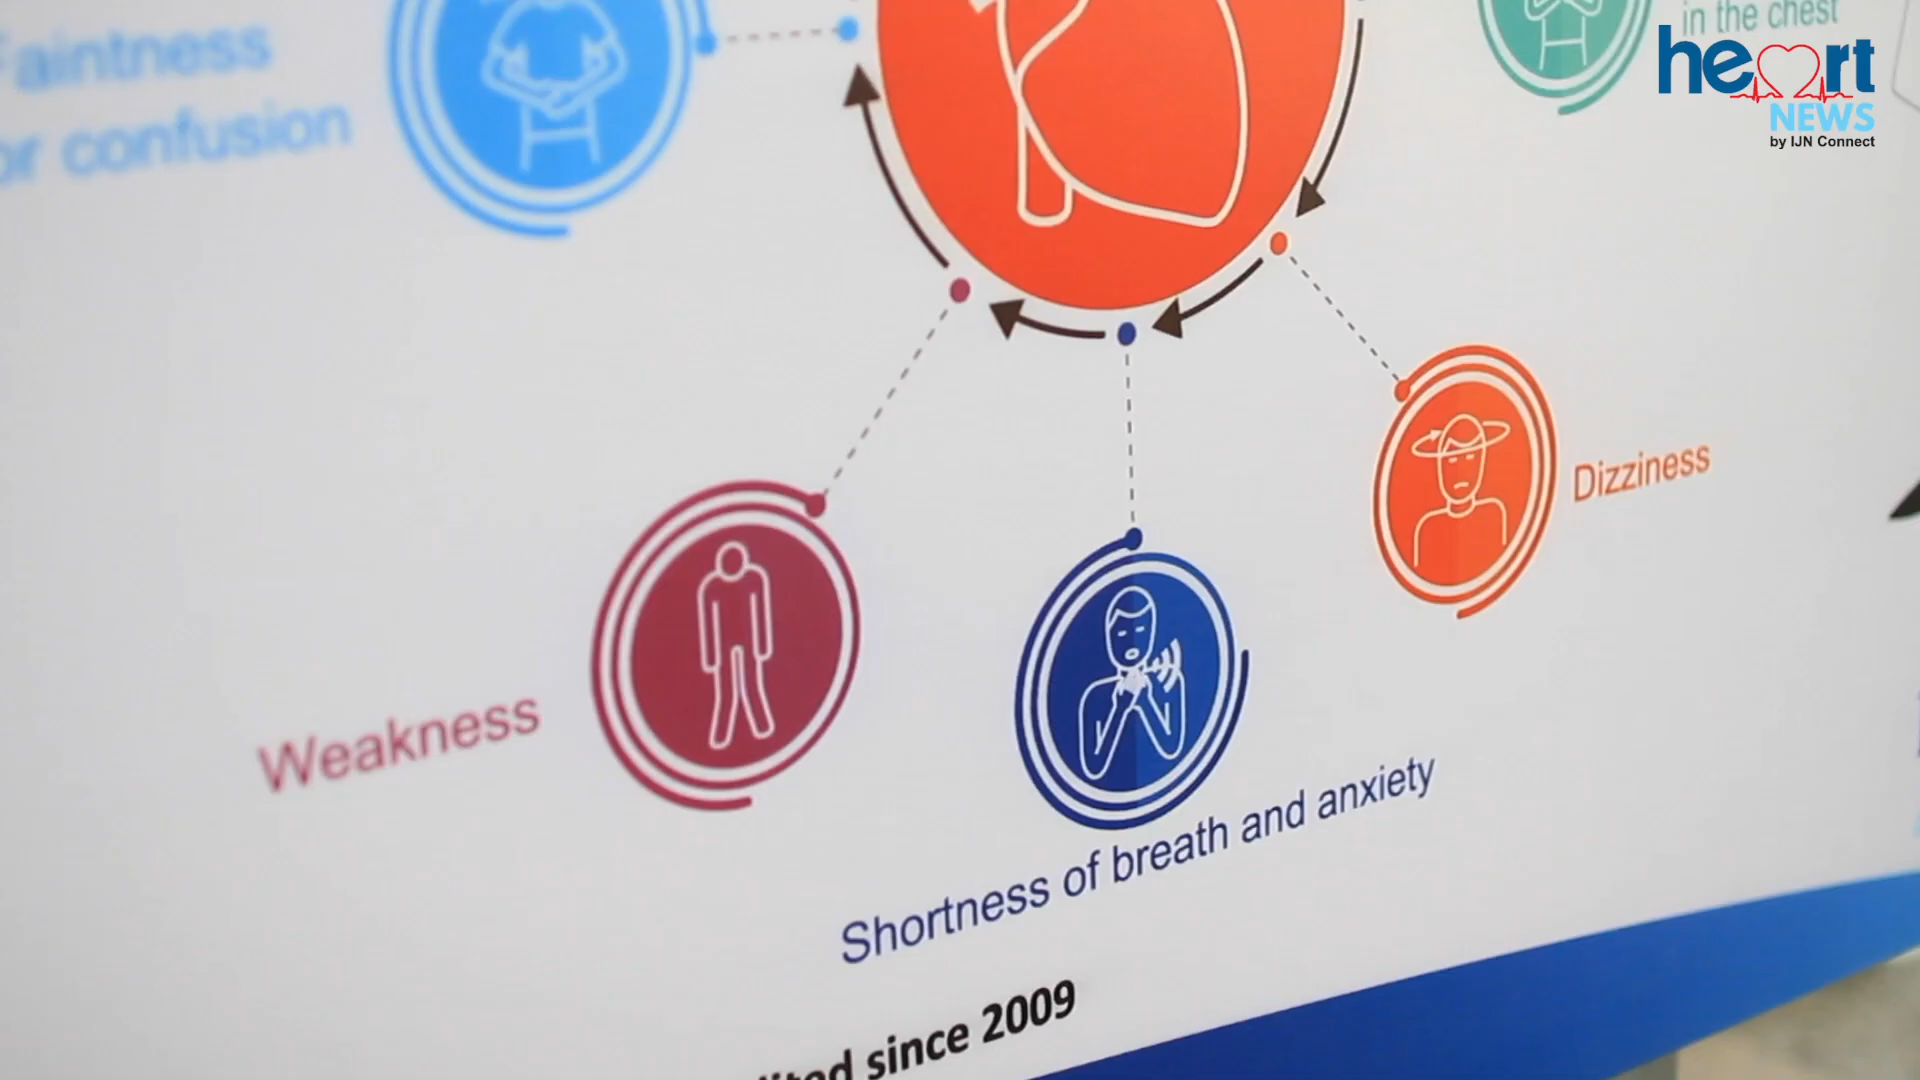 Faintness
or confusion
in the chest
heart
NEWS
by IJN Connect
Dizziness
Weakness
Shortness of breath and anxiety
since 2009